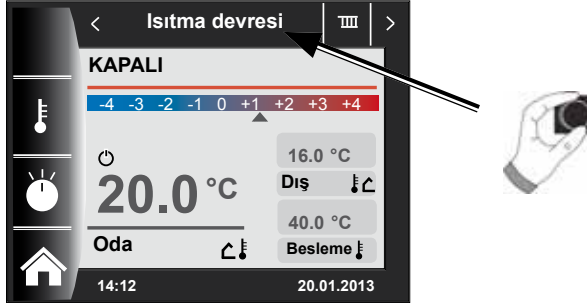 < Isıtma devresi >
KAPALI
-4 -3 -2 -1 0 +1 +2 +3 +4
16.0 °C
Dış
20.0 °C
40.0 °C
Oda
Besleme
14:12 20.01.2013